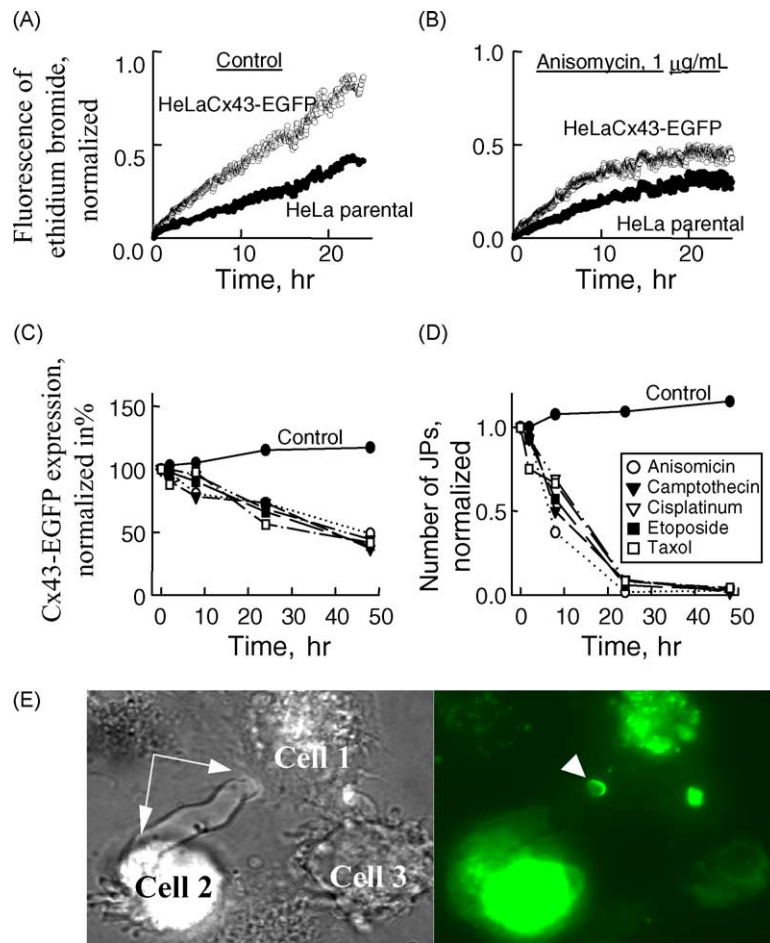 (A)
Fluorescence of
ethidium bromide,
normalized
1.0
0.5
0.0
Control
HeLaCx43-EGFP
HeLa parental
10
20
Time, hr
(B)
1.0
0.5
0.0
Anisomycin, 1 μg/mL
HeLaCx43-EGFP
HeLa parental
0
10
20
Time, hr
(C)
Cx43-EGFP expression,
normalized in%
150
100
50
0
Control
0
10
20
30
40
50
Time, hr
(D)
Number of JPs,
normalized
1.0
0.5
0.0
Control
Anisomicin
Camptothecin
Cisplatinum
Etoposide
Taxol
0
10
20
30
40
50
Time, hr
(E)
Cell 1
Cell 2
Cell 3